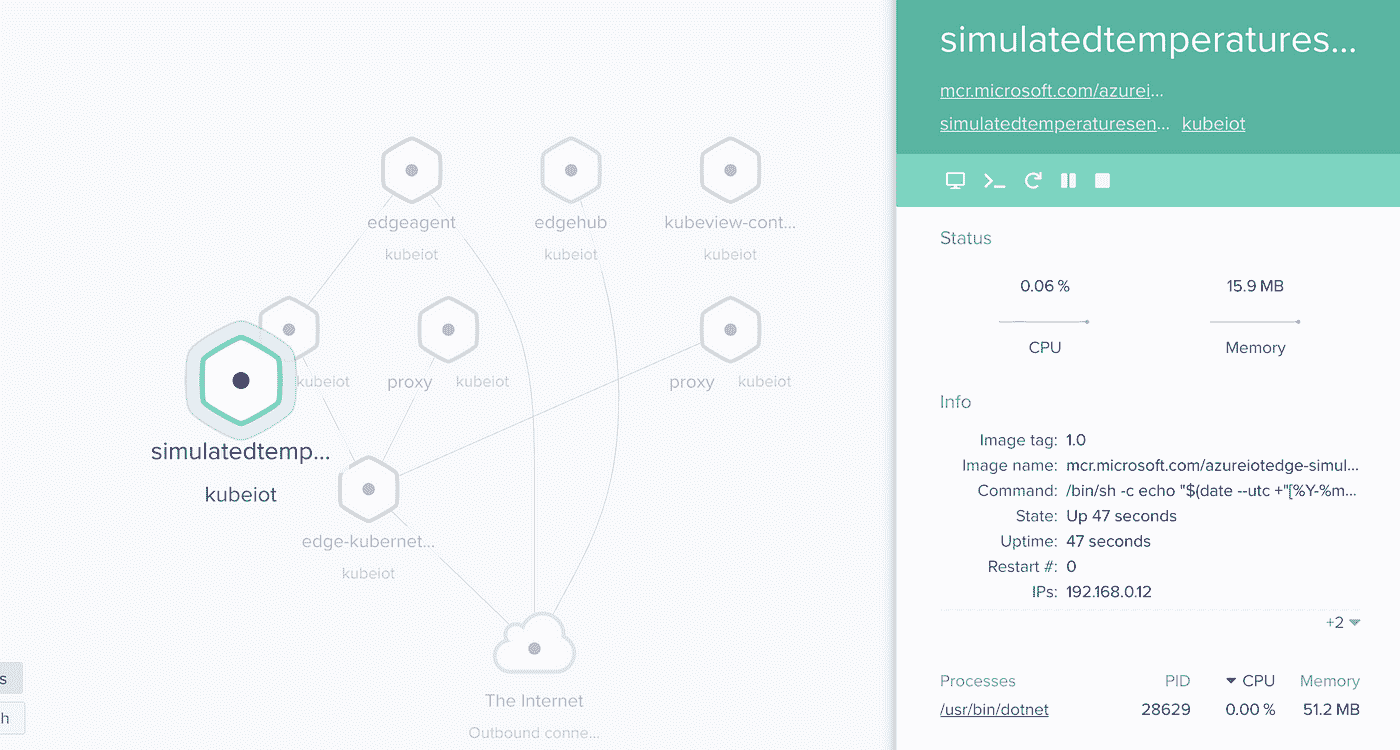 edgeagent
kubeiot
edgehub
kubeiot
kubeview-cont...
kubeiot
kubeiot
proxy kubeiot
proxy kubeiot
simulatedtemp...
kubeiot
edge-kubernet...
kubeiot
The Internet
Outbound conne...
s
h
simulatedtemperatures...
mcr.microsoft.com/azurei...
simulatedtemperaturesen... kubeiot
Status
0.06 % 15.9 MB
CPU Memory
Info
Image tag: 1.0
Image name: mcr.microsoft.com/azureiotedge-simul...
Command: /bin/sh -c echo "$(date --utc +"[%Y-%m...
State: Up 47 seconds
Uptime: 47 seconds
Restart #: 0
IPs: 192.168.0.12
+2
Processes PID CPU Memory
/usr/bin/dotnet 28629 0.00 % 51.2 MB